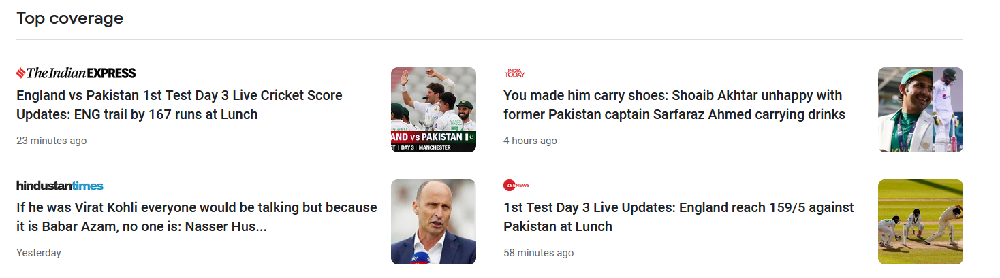 Top coverage
The Indian EXPRESS
England vs Pakistan 1st Test Day 3 Live Cricket Score
Updates: ENG trail by 167 runs at Lunch
23 minutes ago
AND vs PAKISTAN
ST | DAY 3 | MANCHESTER
NASEEM
INDIA
TODAY
You made him carry shoes: Shoaib Akhtar unhappy with
former Pakistan captain Sarfaraz Ahmed carrying drinks
4 hours ago
hindustantimes
If he was Virat Kohli everyone would be talking but because
it is Babar Azam, no one is: Nasser Hus...
Yesterday
sky
ZEE NEWS
1st Test Day 3 Live Updates: England reach 159/5 against
Pakistan at Lunch
58 minutes ago